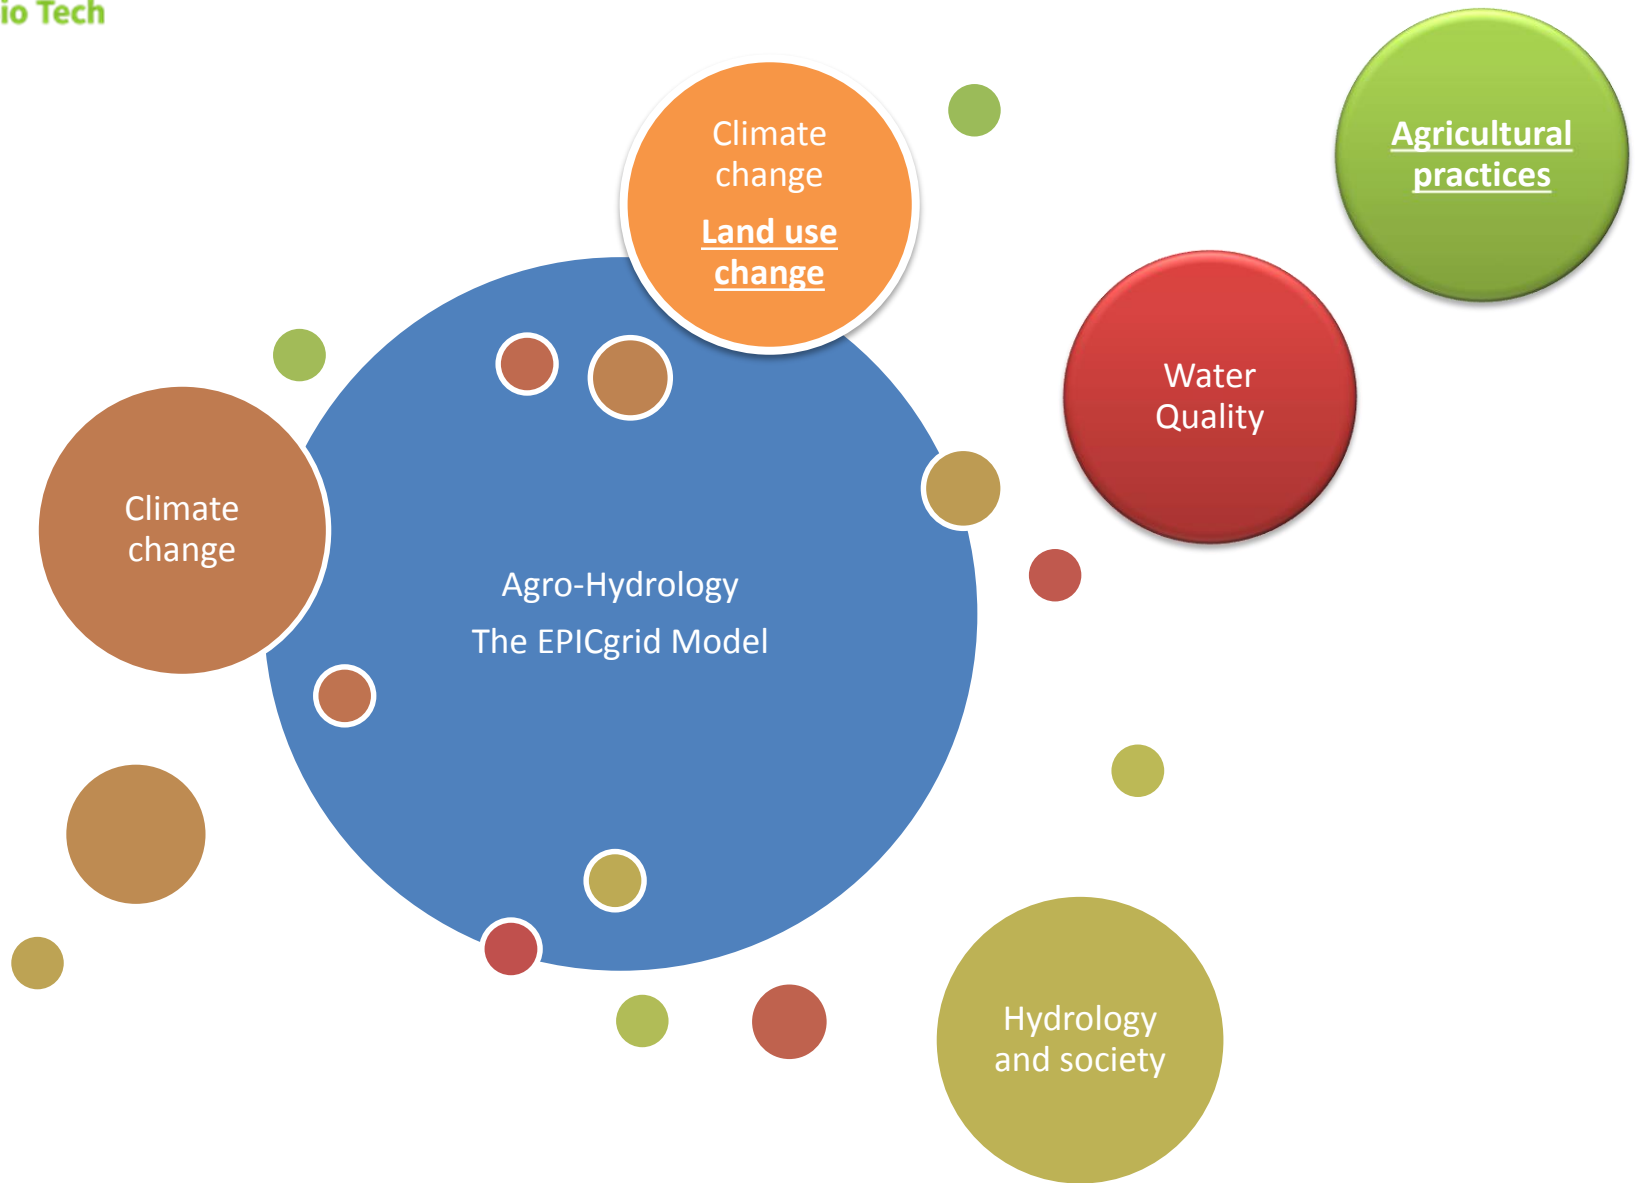 io Tech
Climate
change
Land use
change
Agricultural
practices
Water
Quality
Climate
change
Agro-Hydrology
The EPICgrid Model
Hydrology
and society